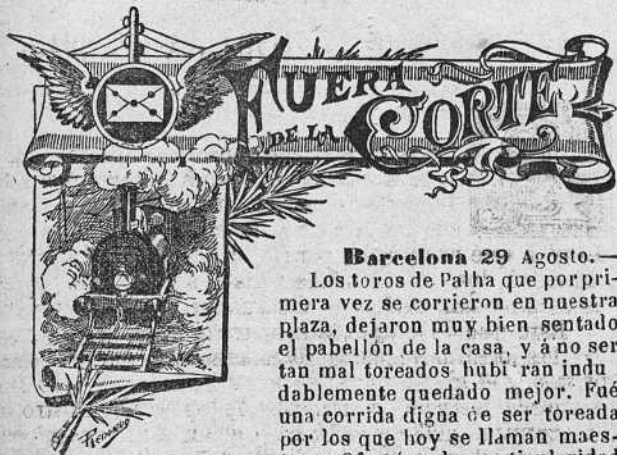 FUERA
DE LA CORTE
Barcelona 29 Agosto.—
Los toros de Palha que por pri-
mera vez se corrieron en nuestra
plaza, dejaron muy bien sentado
el pabellón de la casa, y á no ser
tan mal toreados hubi ran indu
dablemente quedado mejor. Fué
una corrida digna de ser toreada
por los que hoy se llaman maes-
REDONDO